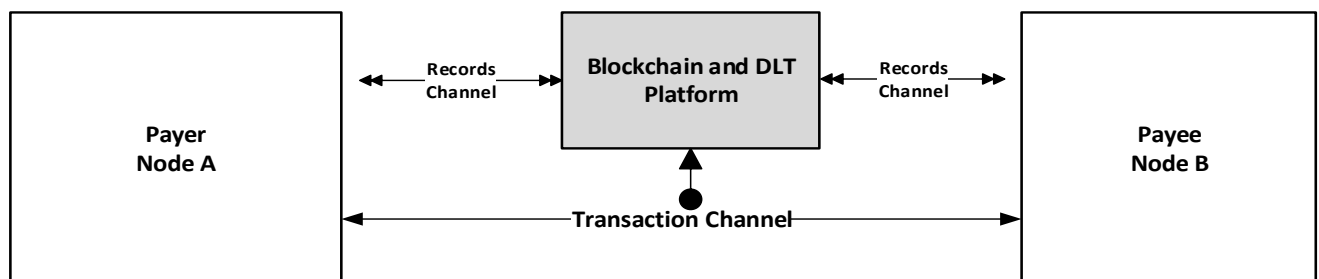 Payer
Node A
Records
Channel
Blockchain and DLT
Platform
Records
Channel
Payee
Node B
Transaction Channel